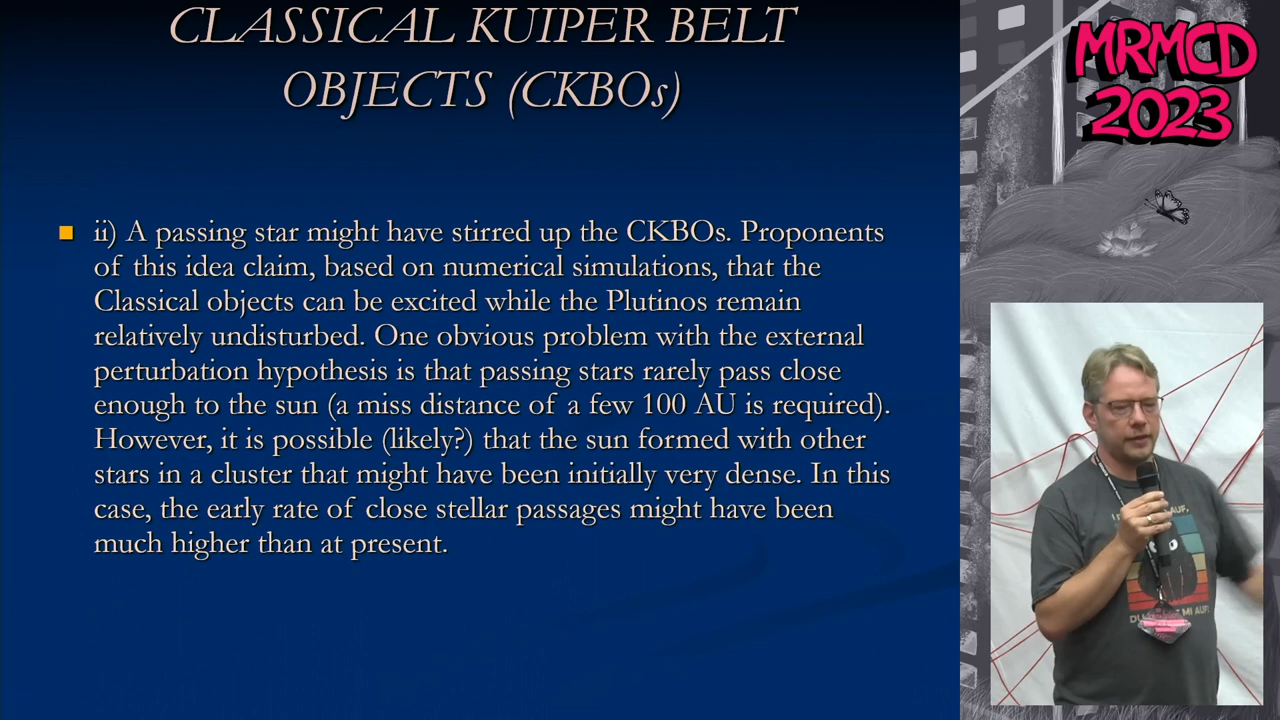 CLASSICAL KUIPER BELT
OBJECTS (CKBOs)
ii) A passing star might have stirred up the CKBOs. Proponents
of this idea claim, based on numerical simulations, that the
Classical objects can be excited while the Plutinos remain
relatively undisturbed. One obvious problem with the external
perturbation hypothesis is that passing stars rarely pass close
enough to the sun (a miss distance of a few 100 AU is required).
However, it is possible (likely?) that the sun formed with other
stars in a cluster that might have been initially very dense. In this
case, the early rate of close stellar passages might have been
much higher than at present.
MRMCD
2023
MI AUF.